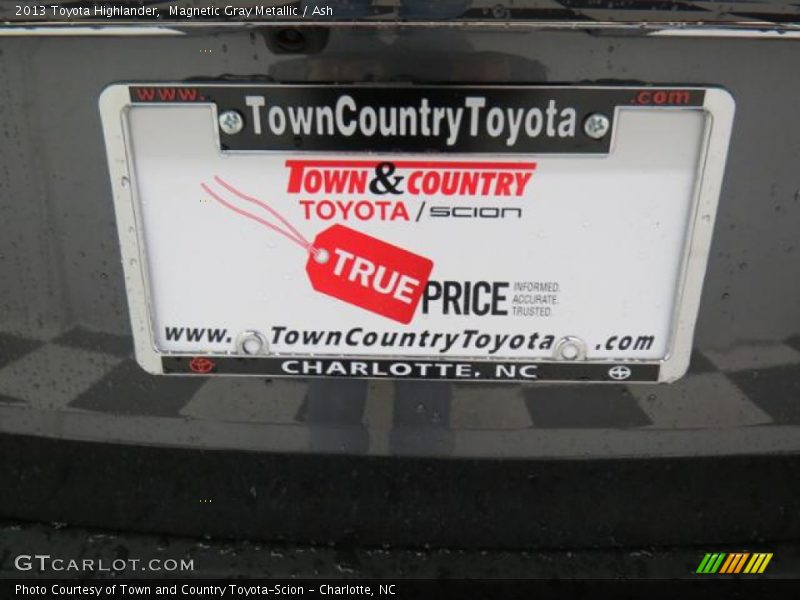 2013 Toyota Highlander, Magnetic Gray Metallic / Ash
www. .com
TownCountryToyota
TOWN & COUNTRY
TOYOTA / SCION
TRUE PRICE
INFORMED.
ACCURATE.
TRUSTED.
www. TownCountryToyota .com
CHARLOTTE, NC
GTCARLOT.COM
Photo Courtesy of Town and Country Toyota-Scion - Charlotte, NC